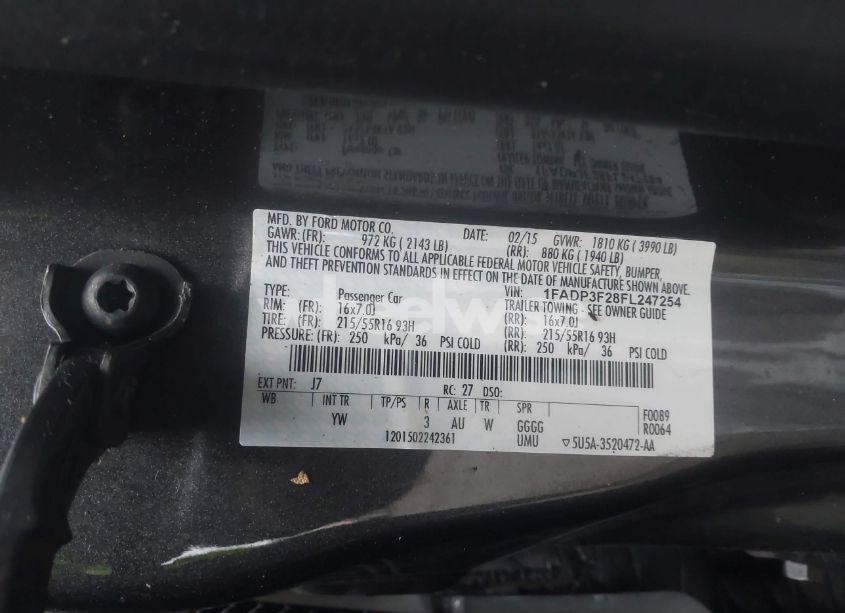 MFD. BY FORD MOTOR CO.
DATE: 02/15 GVWR: 1810 KG ( 3990 LB)
GAWR: (FR): 972 KG ( 2143 LB) (RR): 880 KG ( 1940 LB)
THIS VEHICLE CONFORMS TO ALL APPLICABLE FEDERAL MOTOR VEHICLE SAFETY, BUMPER,
AND THEFT PREVENTION STANDARDS IN EFFECT ON THE DATE OF MANUFACTURE SHOWN ABOVE.
VIN: 1FADP3F28FL247254
TYPE: Passenger Car TRAILER TOWING - SEE OWNER GUIDE
RIM: (FR): 16x7.0J (RR): 16x7.0J
TIRE: (FR): 215/55R16 93H (RR): 215/55R16 93H
PRESSURE: (FR): 250 kPa/ 36 PSI COLD (RR): 250 kPa/ 36 PSI COLD
EXT PNT: J7 RC: 27 DSO:
WB INT TR TP/PS R AXLE TR SPR
YW 3 AU W GGGG
F0089
R0064
1201502242361 UMU ▽5U5A-3520472-AA